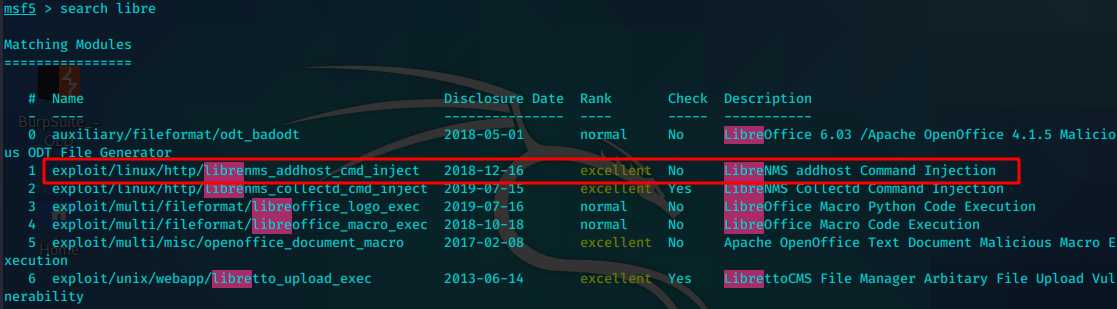 msf5 > search libre
Matching Modules
================
# Name Disclosure Date Rank Check Description
- ---- --------------- ---- ----- -----------
0 auxiliary/fileformat/odt_badodt 2018-05-01 normal No LibreOffice 6.03 /Apache OpenOffice 4.1.5 Malicio
us ODT File Generator
1 exploit/linux/http/librenms_addhost_cmd_inject 2018-12-16 excellent No LibreNMS addhost Command Injection
2 exploit/linux/http/librenms_collectd_cmd_inject 2019-07-15 excellent Yes LibreNMS Collectd Command Injection
3 exploit/multi/fileformat/libreoffice_logo_exec 2019-07-16 normal No LibreOffice Macro Python Code Execution
4 exploit/multi/fileformat/libreoffice_macro_exec 2018-10-18 normal No LibreOffice Macro Code Execution
5 exploit/multi/misc/openoffice_document_macro 2017-02-08 excellent No Apache OpenOffice Text Document Malicious Macro E
xecution
6 exploit/unix/webapp/libretto_upload_exec 2013-06-14 excellent Yes LibrettoCMS File Manager Arbitary File Upload Vul
nerability
BurpSuite_-
Home